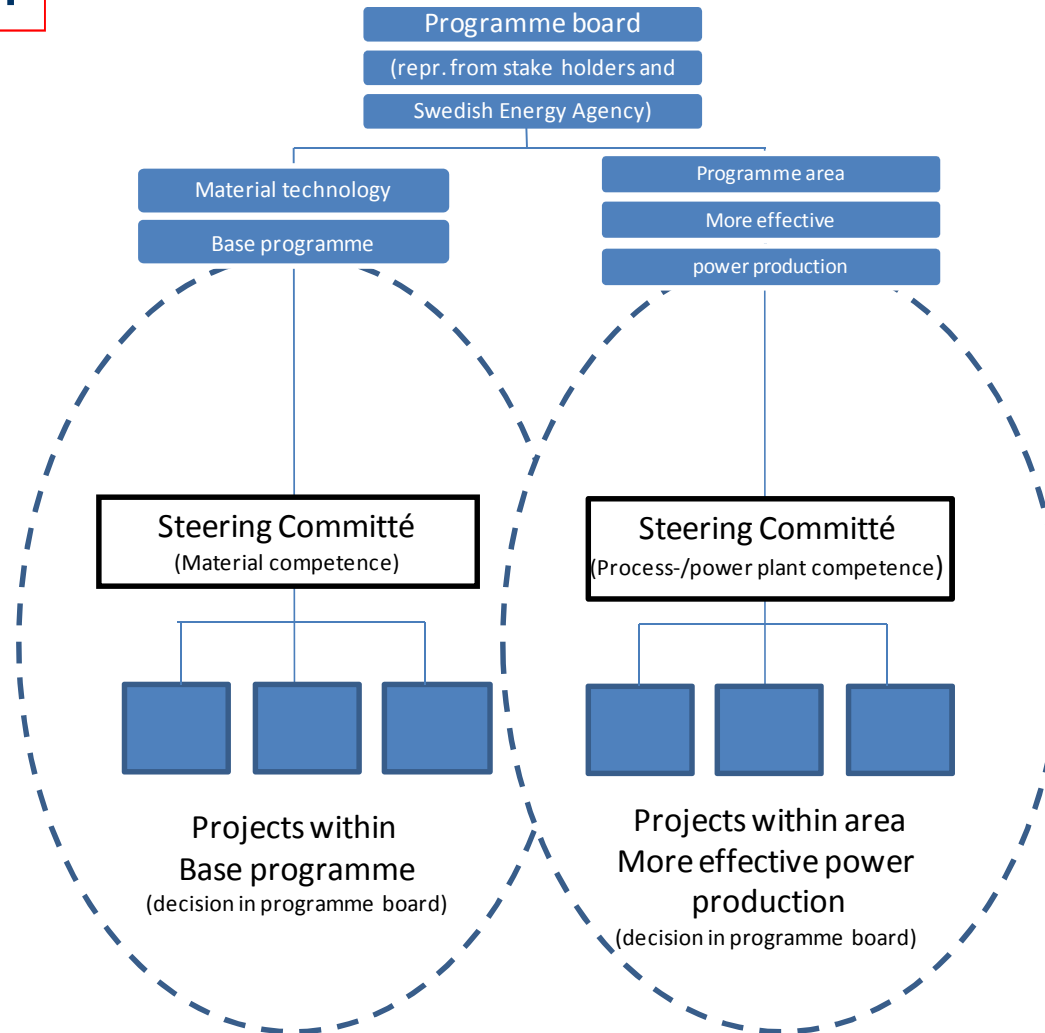 Programme board
(repr. from stake holders and
Swedish Energy Agency)
Material technology
Base programme
Programme area
More effective
power production
Steering Committé
(Material competence)
Steering Committé
(Process-/power plant competence)
Projects within
Base programme
(decision in programme board)
Projects within area
More effective power
production
(decision in programme board)